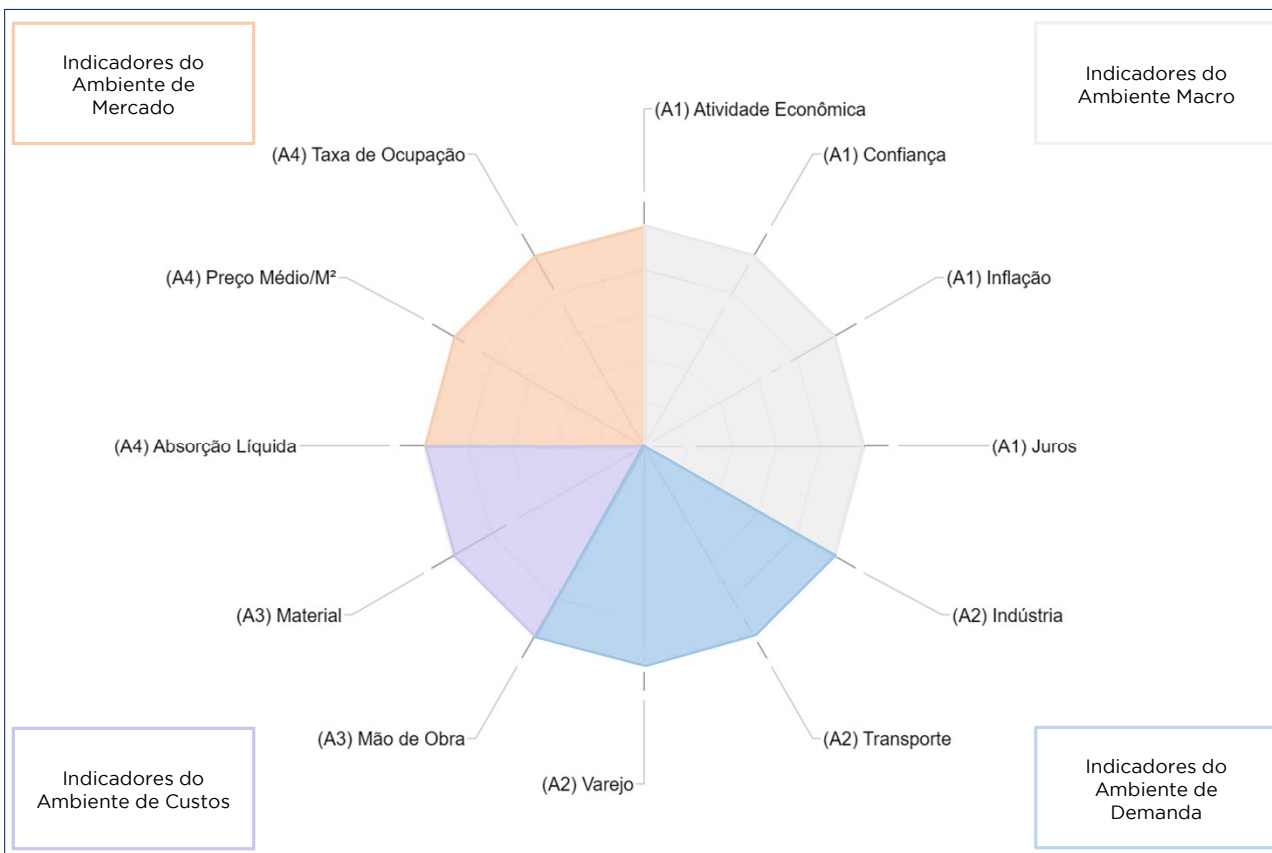 Indicadores do
Ambiente de
Mercado
Indicadores do
Ambiente Macro
(A1) Atividade Econômica
(A4) Taxa de Ocupação
(A1) Confiança
(A4) Preço Médio/M²
(A1) Inflação
(A4) Absorção Líquida
(A1) Juros
(A3) Material
(A2) Indústria
(A3) Mão de Obra
(A2) Transporte
(A2) Varejo
Indicadores do
Ambiente de Custos
Indicadores do
Ambiente de
Demanda